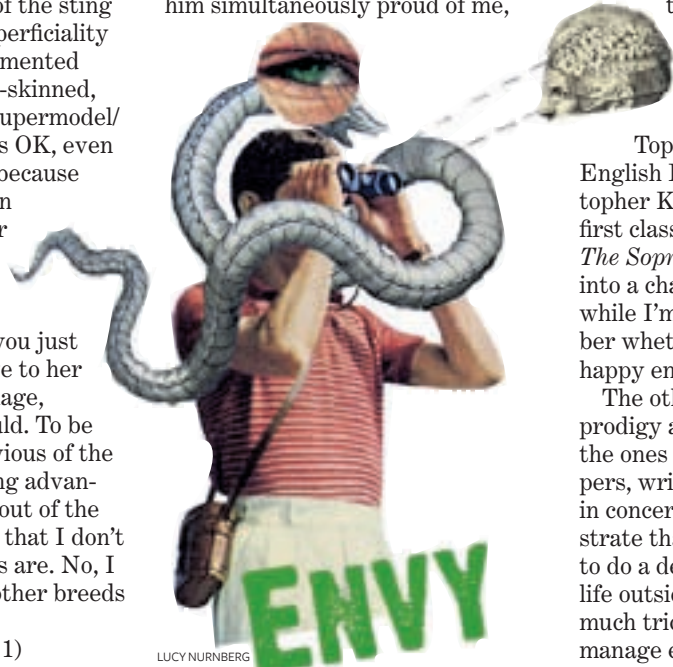 of the sting
perficiality
mented
-skinned,
upermodel/
s OK, even
because
n
r
you just
e to her
age,
ld. To be
vious of the
ng advan-
out of the
that I don't
s are. No, I
other breeds
1)
him simultaneously proud of me,
ENVY
LUCY NURNBERG
t
Top
English
topher K
first class
The Sopr
into a cha
while I'm
ber whet
happy en
The oth
prodigy a
the ones
pers, wri
in concer
strate tha
to do a de
life outsi
much tric
manage e